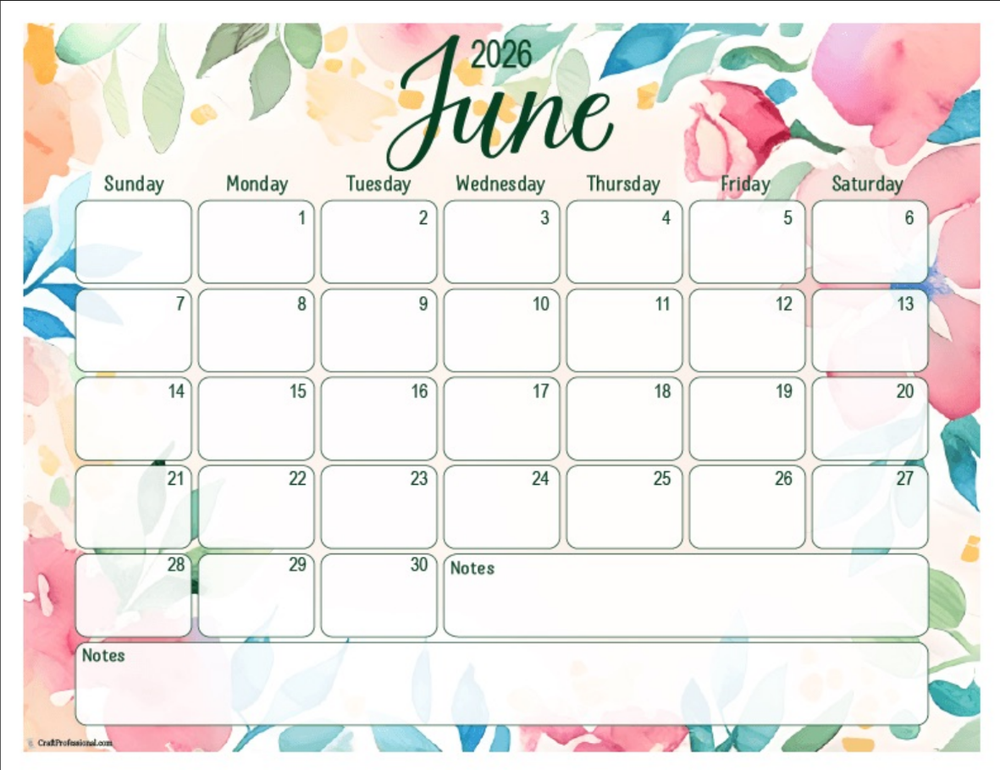 2026
June
Sunday Monday Tuesday Wednesday Thursday Friday Saturday
1 2 3 4 5 6
7 8 9 10 11 12 13
14 15 16 17 18 19 20
21 22 23 24 25 26 27
28 29 30 Notes
Notes
CraftProfessional.com